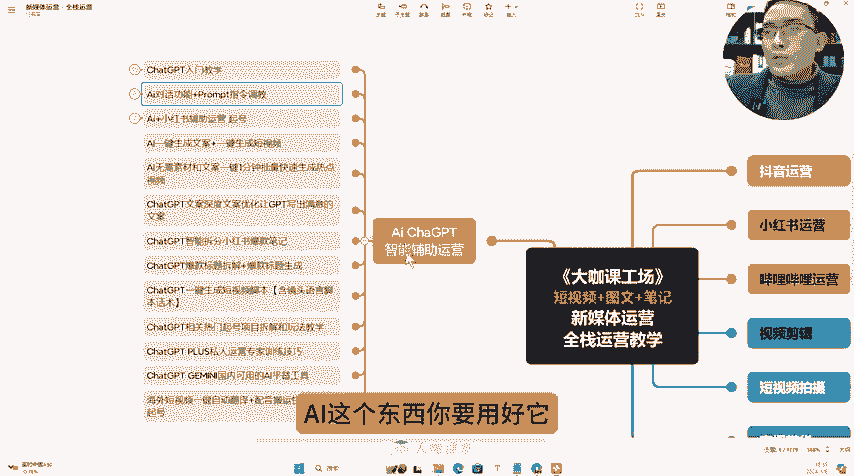 新媒体运营·全栈运营
ChatGPT入门教学
Ai对话功能+Prompt指令调教
Ai+小红书辅助运营 起号
Ai一键生成文案+一键生成短视频
AI无需素材和文案一键1分钟批量快速生成热点
视频
ChatGPT文案深度文案优化让GPT写出满意的
文案
ChatGPT智能拆分小红书爆款笔记
ChatGPT爆款标题拆解+爆款标题生成
ChatGPT一键生成短视频脚本【含镜头语言脚
本话术】
ChatGPT相关热门起号项目拆解和玩法教学
ChatGPT PLUS私人运营专家训练技巧
ChatGPT GEMINI国内可用的AI平替工具
海外短视频一键自动翻译+配音搬运
起号
Ai ChaGPT
智能辅助运营
《大咖课工场》
短视频+图文+笔记
新媒体运营
全栈运营教学
抖音运营
小红书运营
哔哩哔哩运营
视频剪辑
短视频拍摄
AI这个东西你要用好它